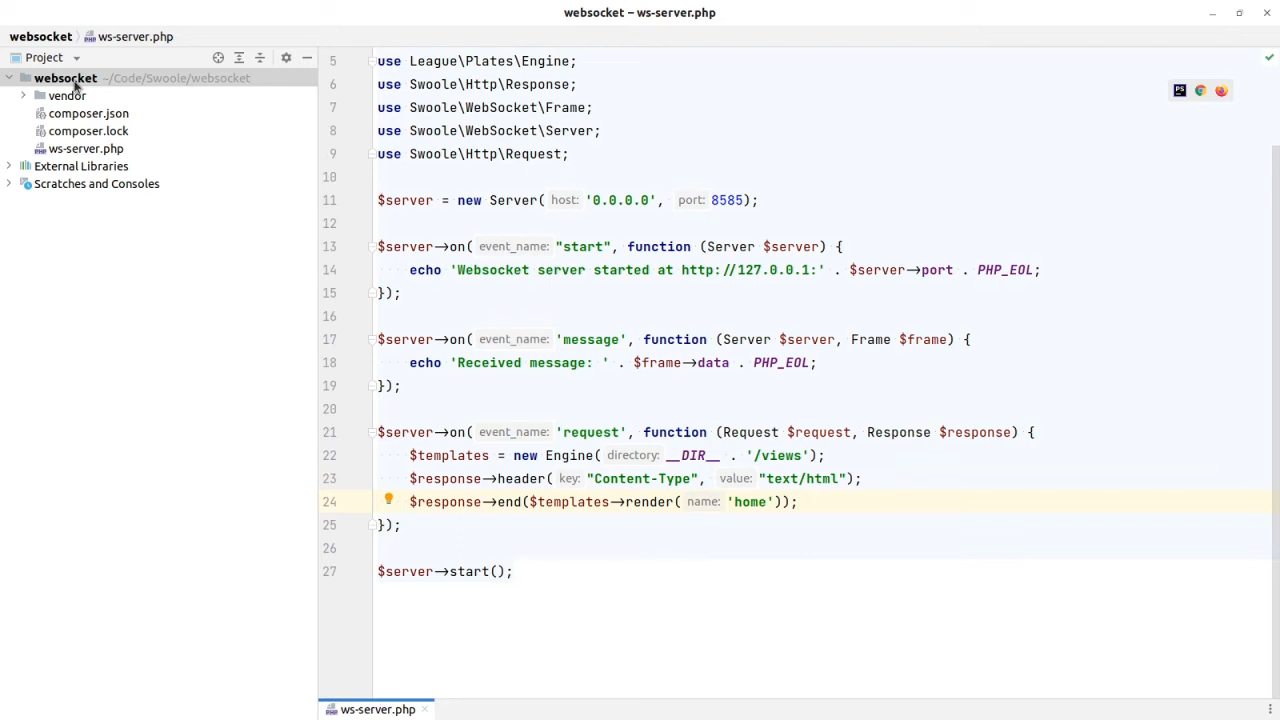 websocket – ws-server.php
websocket
ws-server.php
Project
websocket ~/Code/Swoole/websocket
vendor
composer.json
composer.lock
ws-server.php
External Libraries
Scratches and Consoles
5 use League\Plates\Engine;
6 use Swoole\Http\Response;
7 use Swoole\WebSocket\Frame;
8 use Swoole\WebSocket\Server;
9 use Swoole\Http\Request;
10
11 $server = new Server( host: '0.0.0.0', port: 8585);
12
13 $server->on( event_name: "start", function (Server $server) {
14 echo 'Websocket server started at http://127.0.0.1:' . $server->port . PHP_EOL;
15 });
16
17 $server->on( event_name: 'message', function (Server $server, Frame $frame) {
18 echo 'Received message: ' . $frame->data . PHP_EOL;
19 });
20
21 $server->on( event_name: 'request', function (Request $request, Response $response) {
22 $templates = new Engine( directory: __DIR__ . '/views');
23 $response->header( key: "Content-Type", value: "text/html");
24 $response->end($templates->render( name: 'home'));
25 });
26
27 $server->start();
ws-server.php